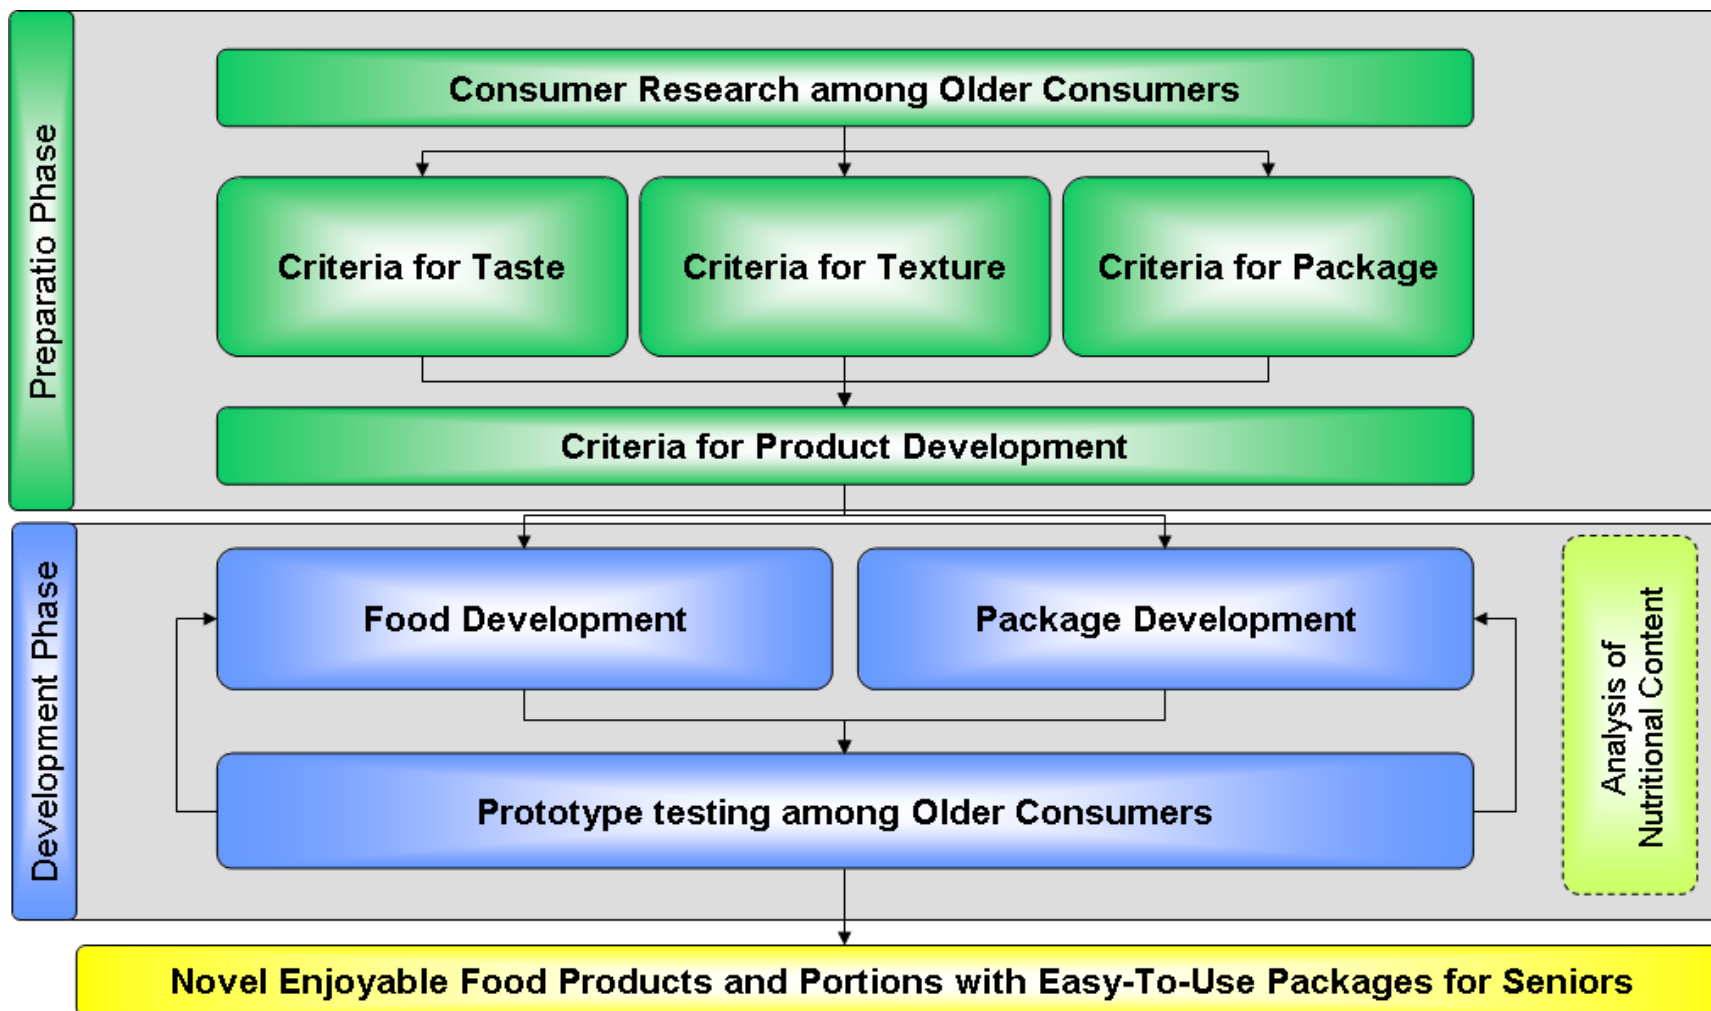 Preparatio Phase
Consumer Research among Older Consumers
Criteria for Taste
Criteria for Texture
Criteria for Package
Criteria for Product Development
Development Phase
Food Development
Package Development
Analysis of
Nutritional Content
Prototype testing among Older Consumers
Novel Enjoyable Food Products and Portions with Easy-To-Use Packages for Seniors